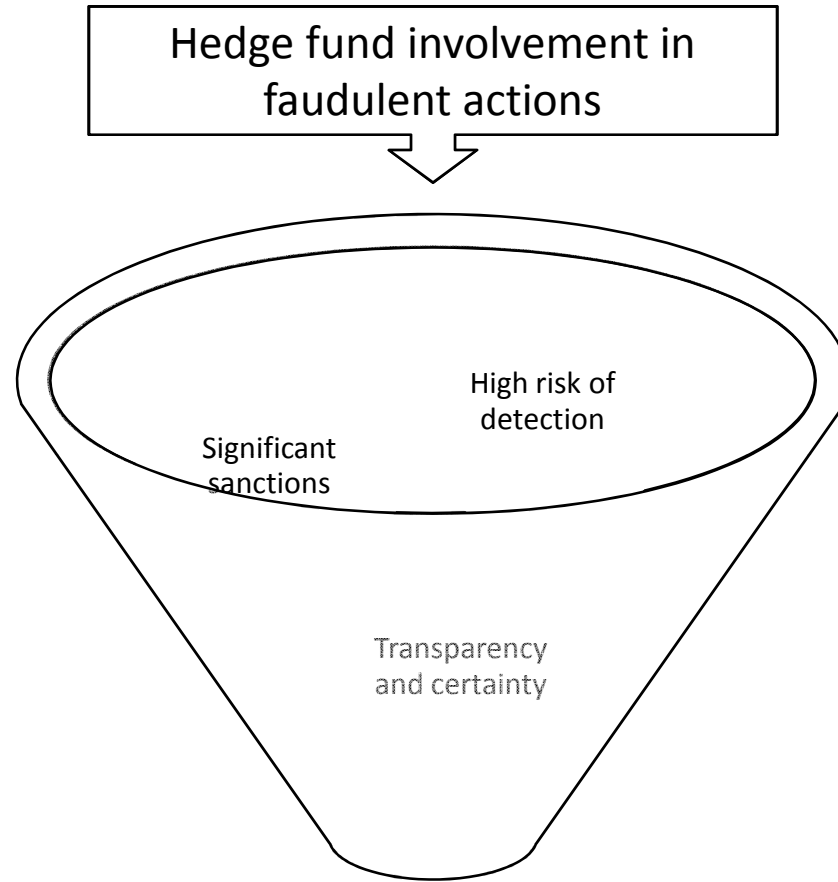 Hedge fund involvement in
faudulent actions
High risk of
detection
Significant
sanctions
Transparency
and certainty